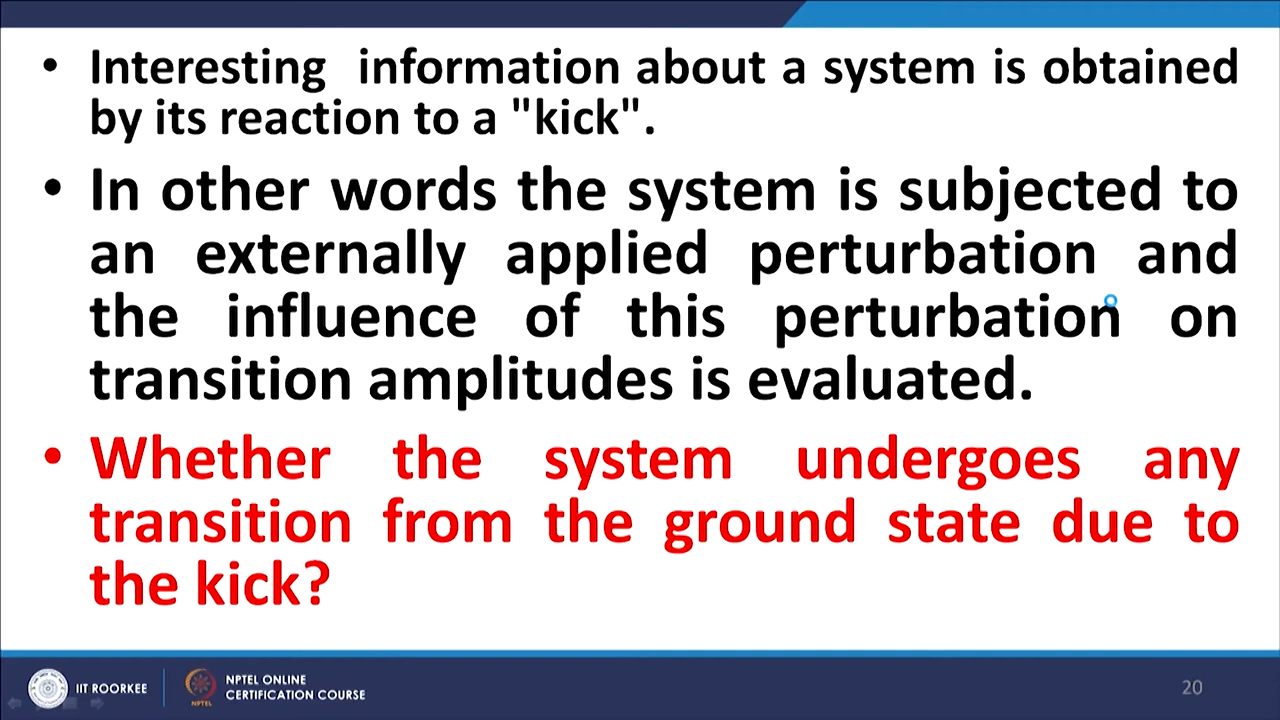 • Interesting information about a system is obtained
by its reaction to a "kick".
• In other words the system is subjected to
an externally applied perturbation and
the influence of this perturbation on
transition amplitudes is evaluated.
• Whether the system undergoes any
transition from the ground state due to
the kick?
IIT ROORKEE
NPTEL
NPTEL ONLINE
CERTIFICATION COURSE
20